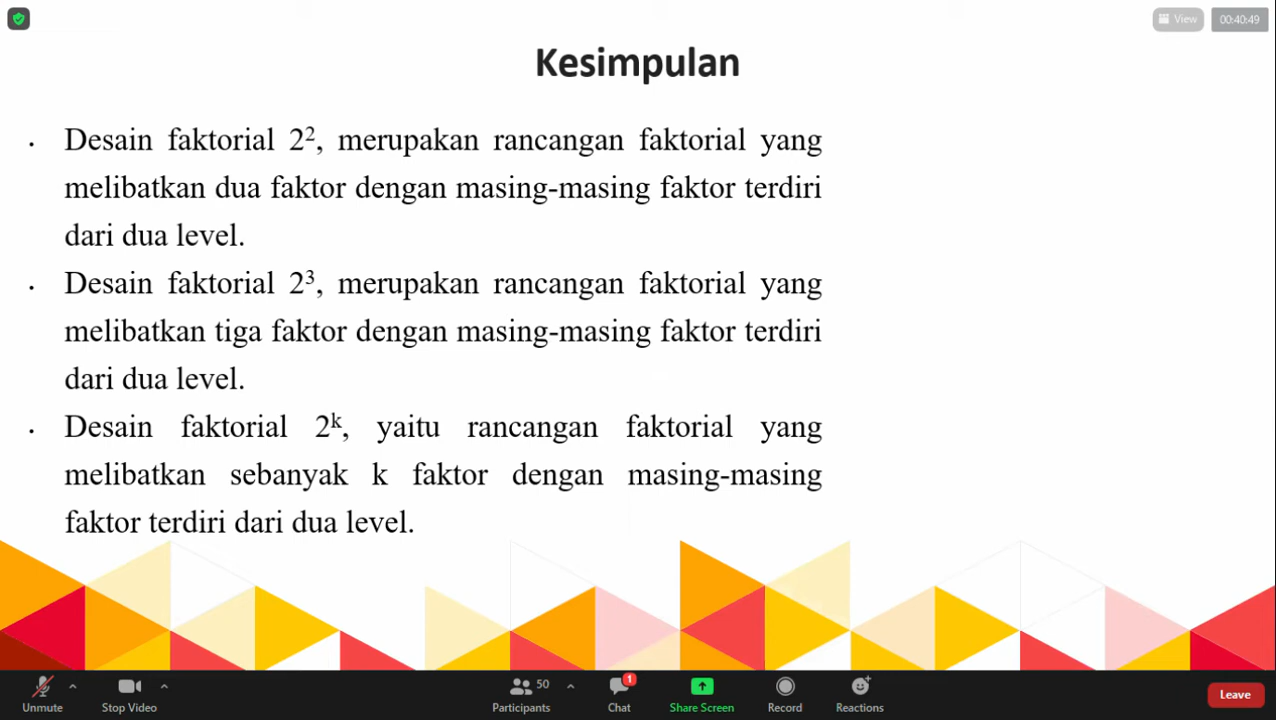 View
00:40:49
Kesimpulan
• Desain faktorial 2², merupakan rancangan faktorial yang
melibatkan dua faktor dengan masing-masing faktor terdiri
dari dua level.
• Desain faktorial 2³, merupakan rancangan faktorial yang
melibatkan tiga faktor dengan masing-masing faktor terdiri
dari dua level.
• Desain faktorial 2ᵏ, yaitu rancangan faktorial yang
melibatkan sebanyak k faktor dengan masing-masing
faktor terdiri dari dua level.
50
1
Unmute
Stop Video
Participants
Chat
Share Screen
Record
Reactions
Leave